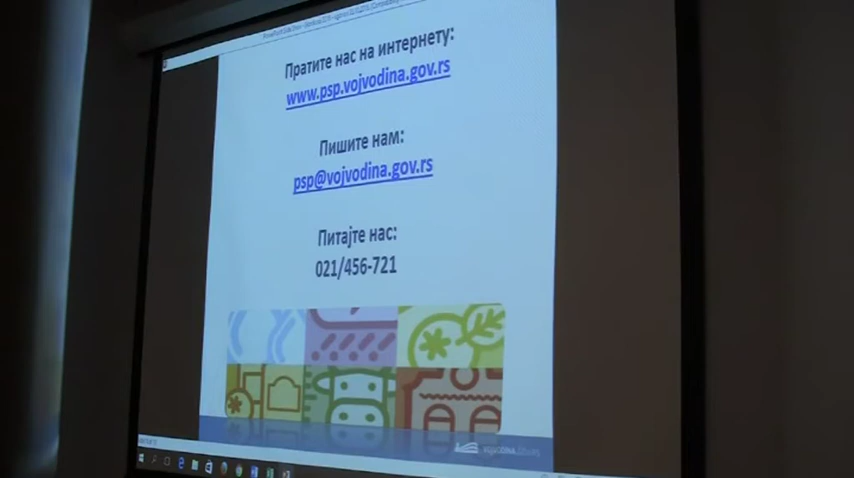 Пратите нас на интернету:
www.psp.vojvodina.gov.rs
Пишите нам:
psp@vojvodina.gov.rs
Питајте нас:
021/456-721